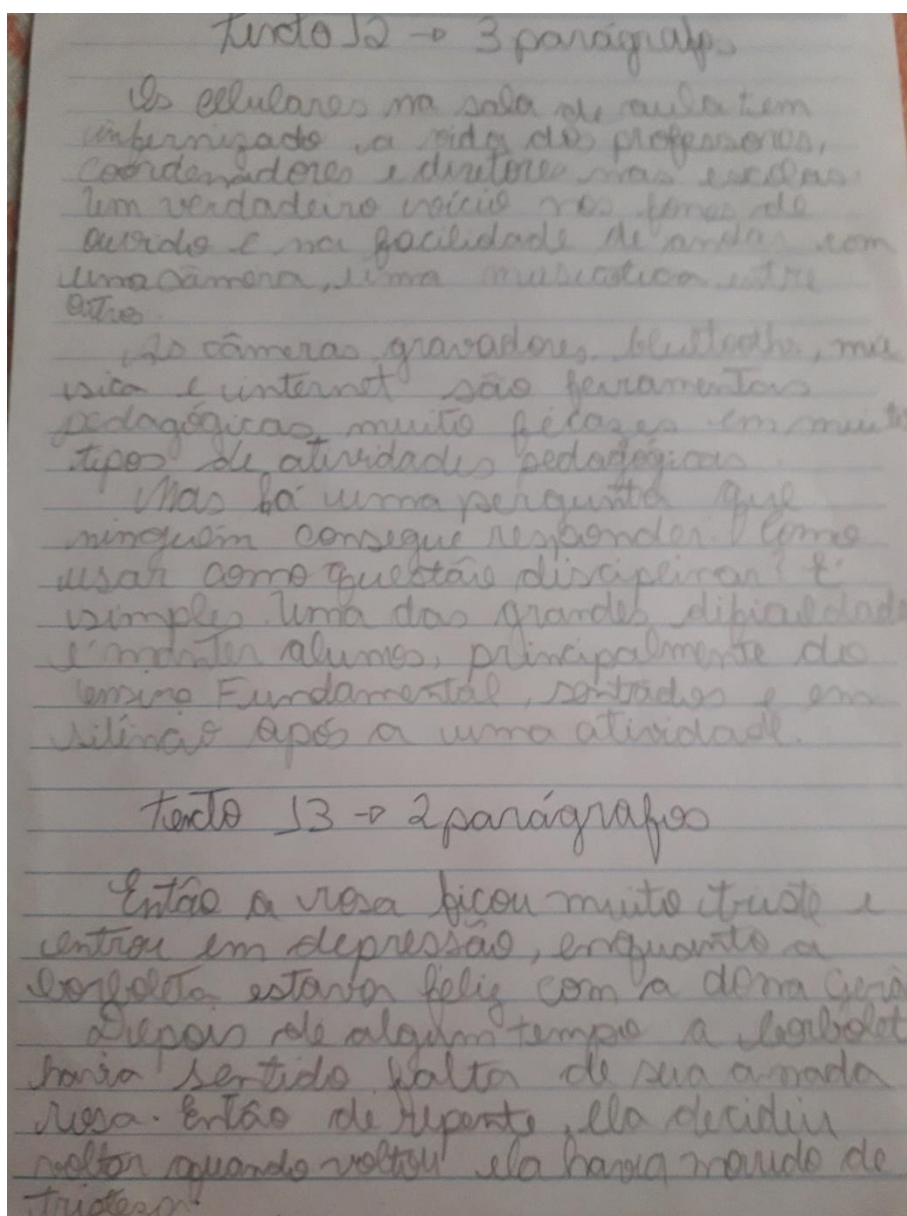 texto 12 → 3 parágrafos
Os celulares na sala de aula tem
infernizado a vida dos professores,
coordenadores e diretores nas escolas.
Um verdadeiro vício nos fones de
ouvido e na facilidade de andar com
uma câmera, uma entre
outros.
As câmeras, gravadores, mú
sica e internet são ferramentas
pedagógicas muito em muitos
tipos de atividades pedagógicas
Mas há uma pergunta que
ninguém consegue responder. Como
usar como questão disciplinar? É
simples. Uma das grandes dificuldade
é manter alunos, principalmente do
ensino Fundamental, sentados e em
silêncio após a uma atividade.
texto 13 → 2 parágrafos
Então a rosa ficou muito triste e
entrou em depressão, enquanto a
borboleta estava feliz com a dona
Depois de algum tempo a borbolet
havia sentido falta de sua amada
rosa. Então de repente, ela decidiu
voltar quando voltou ela havia de
tristeza.